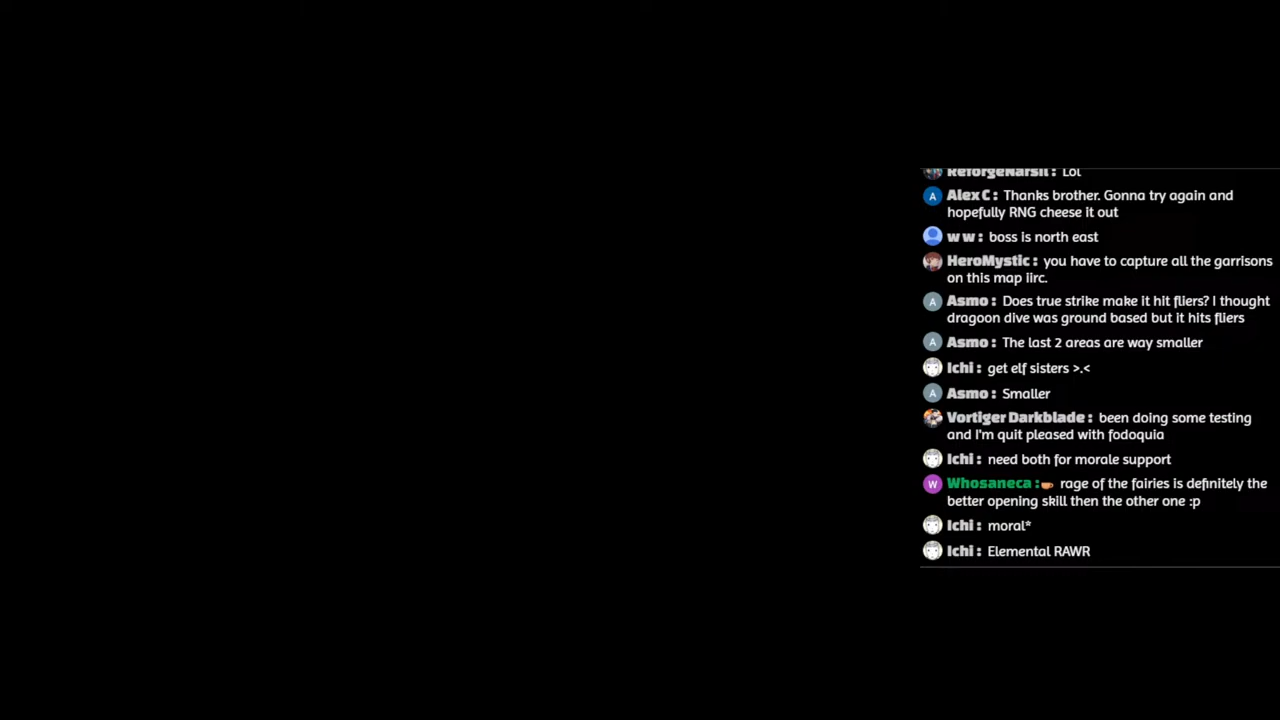 ReforgeNarsil : Lol
Alex C : Thanks brother. Gonna try again and
hopefully RNG cheese it out
w w : boss is north east
HeroMystic : you have to capture all the garrisons
on this map iirc.
Asmo : Does true strike make it hit fliers? I thought
dragoon dive was ground based but it hits fliers
Asmo : The last 2 areas are way smaller
Ichi : get elf sisters >.<
Asmo : Smaller
Vortiger Darkblade : been doing some testing
and I'm quit pleased with fodoquia
Ichi : need both for morale support
W Whosaneca : rage of the fairies is definitely the
better opening skill then the other one :p
Ichi : moral*
Ichi : Elemental RAWR